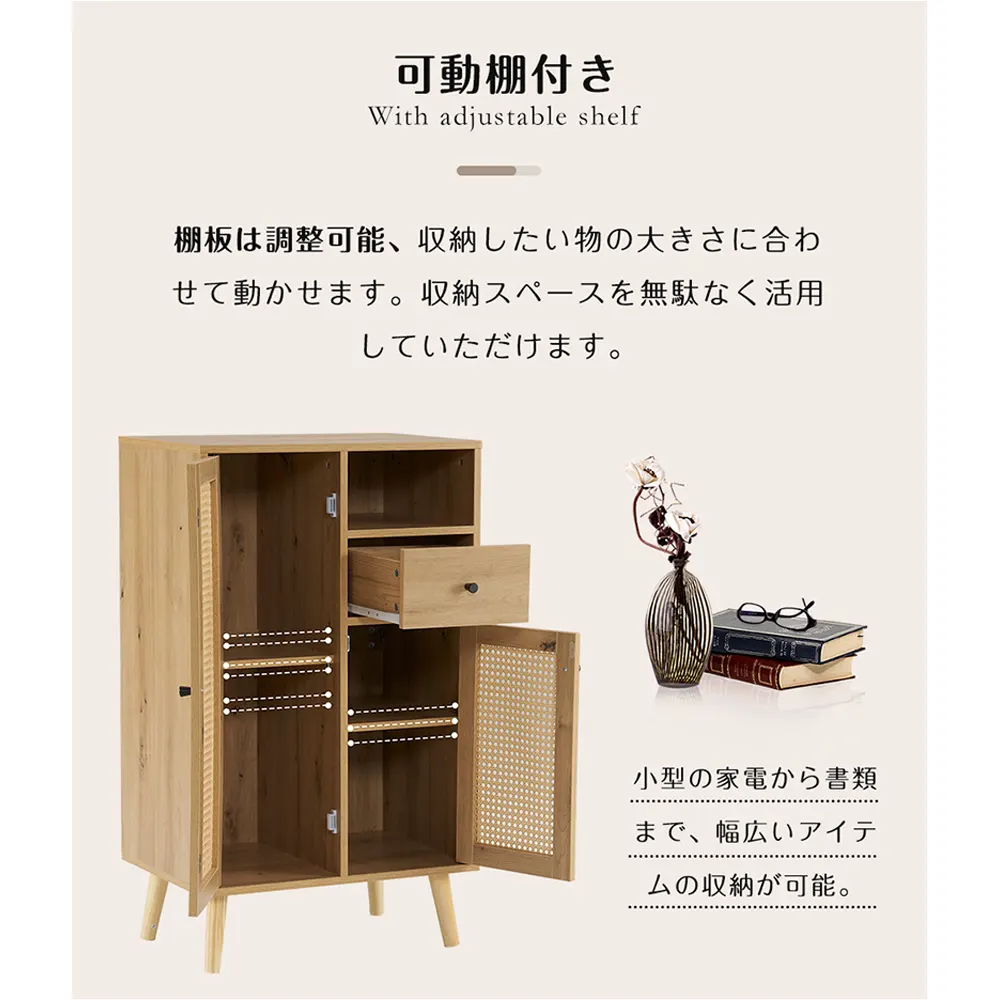 可動棚付き
With adjustable shelf
棚板は調整可能、収納したい物の大きさに合わ
せて動かせます。収納スペースを無駄なく活用
していただけます。
小型の家電から書類
まで、幅広いアイテ
ムの収納が可能。